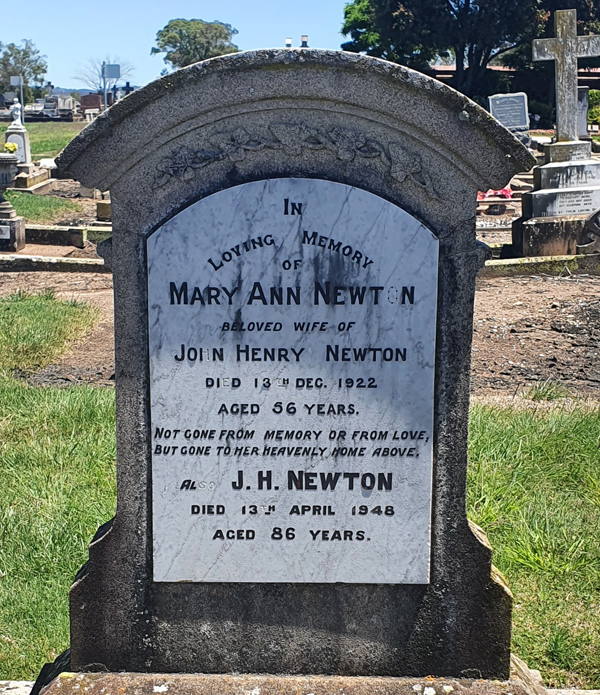 In
Loving Memory
of
Mary Ann Newton
beloved wife of
John Henry Newton
died 13th Dec. 1922
aged 56 years.
Not gone from memory or from love,
But gone to her heavenly home above.
Also J. H. Newton
died 13th April 1948
aged 86 years.